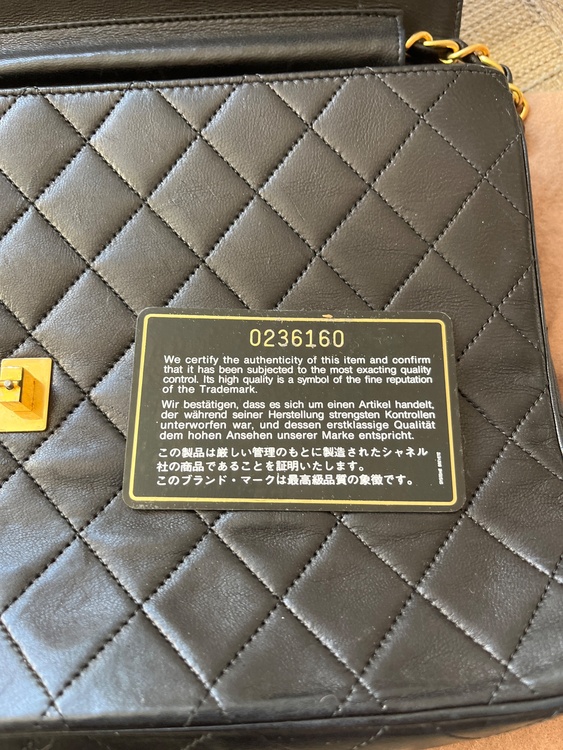 0236160
We certify the authenticity of this item and confirm
that it has been subjected to the most exacting quality
control. Its high quality is a symbol of the fine reputation
of the Trademark.
Wir bestätigen, dass es sich um einen Artikel handelt,
der während seiner Herstellung strengsten Kontrollen
unterworfen war, und dessen erstklassige Qualität
dem hohen Ansehen unserer Marke entspricht.
この製品は厳しい管理のもとに製造されたシャネル
社の商品であることを証明いたします。
このブランド・マークは最高級品質の象徴です。